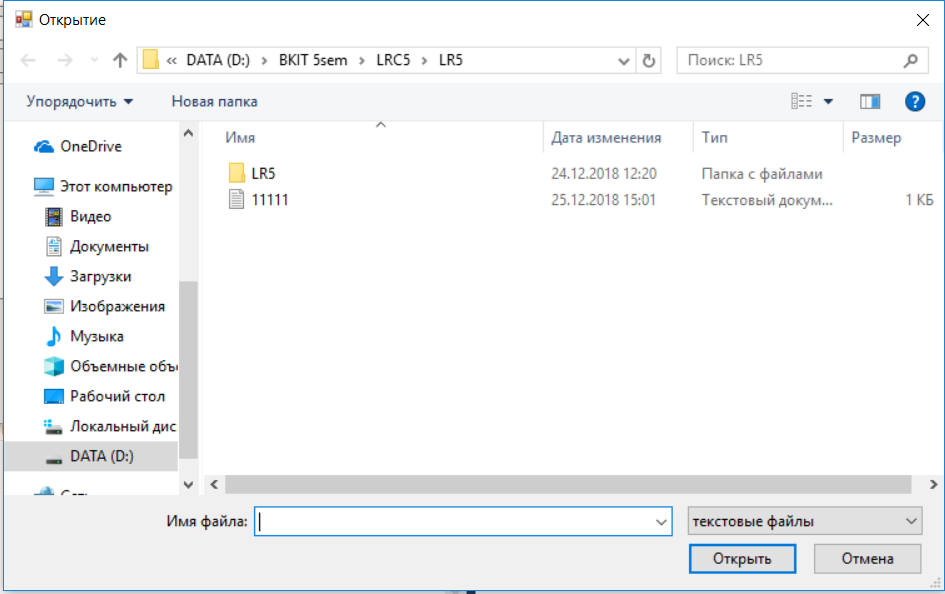 Открытие
« DATA (D:) › BKIT 5sem › LRC5 › LR5
Поиск: LR5
Упорядочить Новая папка
?
Имя Дата изменения Тип Размер
LR5 24.12.2018 12:20 Папка с файлами
11111 25.12.2018 15:01 Текстовый докум... 1 КБ
OneDrive
Этот компьютер
Видео
Документы
Загрузки
Изображения
Музыка
Объемные объ
Рабочий стол
Локальный дис
DATA (D:)
Имя файла:
текстовые файлы
Открыть Отмена